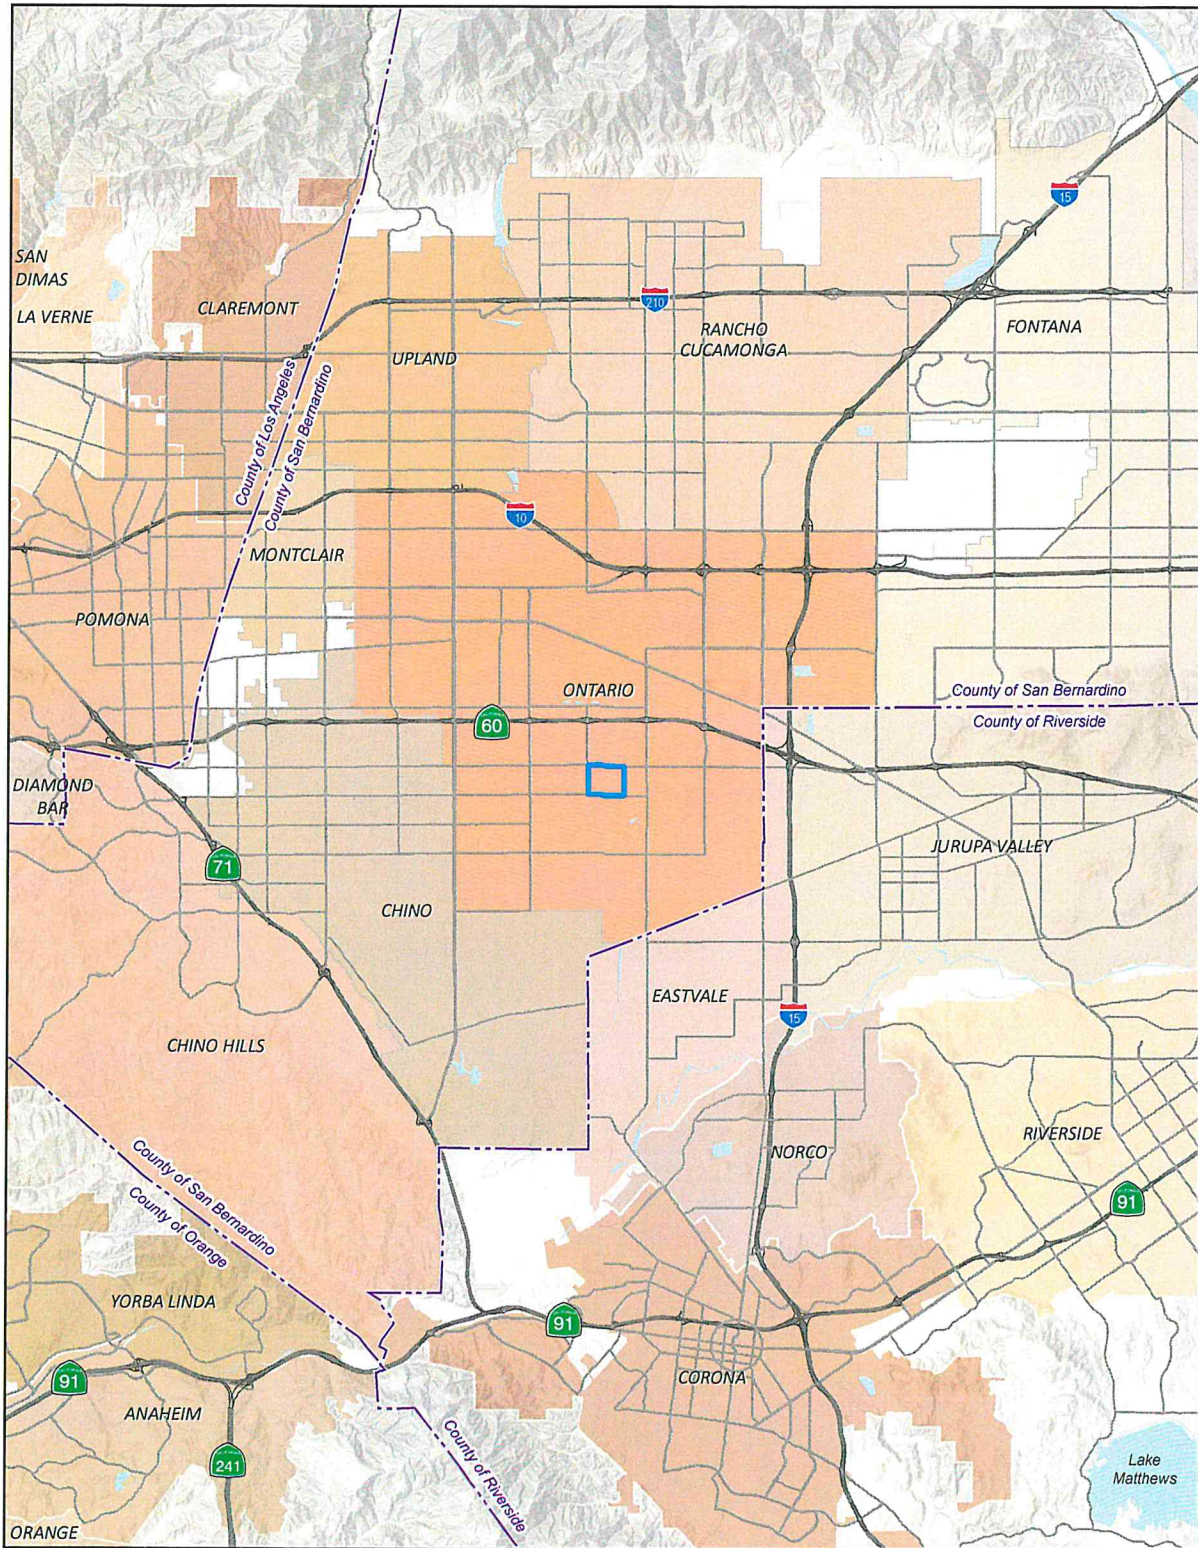 15
SAN
DIMAS
LA VERNE
CLAREMONT
210
UPLAND
RANCHO
CUCAMONGA
FONTANA
County of Los Angeles
County of San Bernardino
10
MONTCLAIR
POMONA
ONTARIO
County of San Bernardino
County of Riverside
60
DIAMOND
BAR
71
JURUPA VALLEY
CHINO
EASTVALE
15
CHINO HILLS
NORCO
RIVERSIDE
91
County of San Bernardino
County of Orange
YORBA LINDA
91
91
CORONA
ANAHEIM
241
County of Riverside
Lake
Matthews
ORANGE